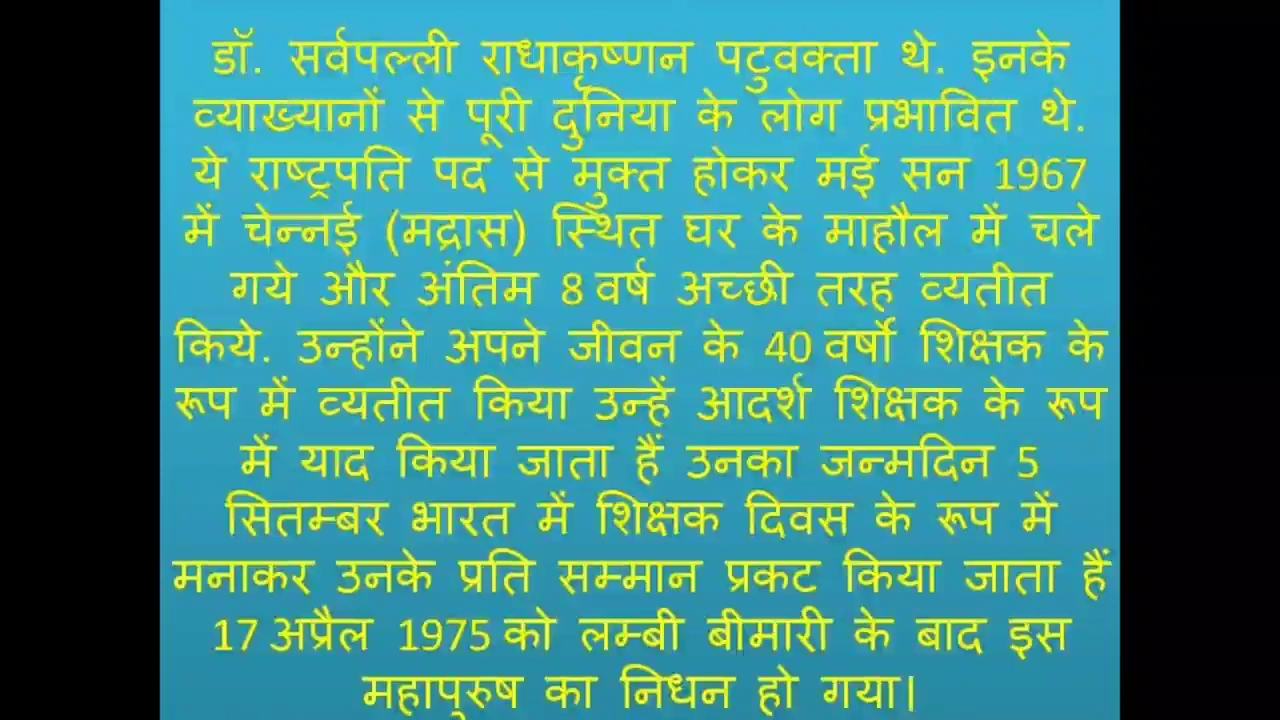 डॉ. सर्वपल्ली राधाकृष्णन पटुवक्ता थे. इनके
व्याख्यानों से पूरी दुनिया के लोग प्रभावित थे.
ये राष्ट्रपति पद से मुक्त होकर मई सन 1967
में चेन्नई (मद्रास) स्थित घर के माहौल में चले
गये और अंतिम 8 वर्ष अच्छी तरह व्यतीत
किये. उन्होंने अपने जीवन के 40 वर्षो शिक्षक के
रूप में व्यतीत किया उन्हें आदर्श शिक्षक के रूप
में याद किया जाता हैं उनका जन्मदिन 5
सितम्बर भारत में शिक्षक दिवस के रूप में
मनाकर उनके प्रति सम्मान प्रकट किया जाता हैं
17 अप्रैल 1975 को लम्बी बीमारी के बाद इस
महापुरुष का निधन हो गया।